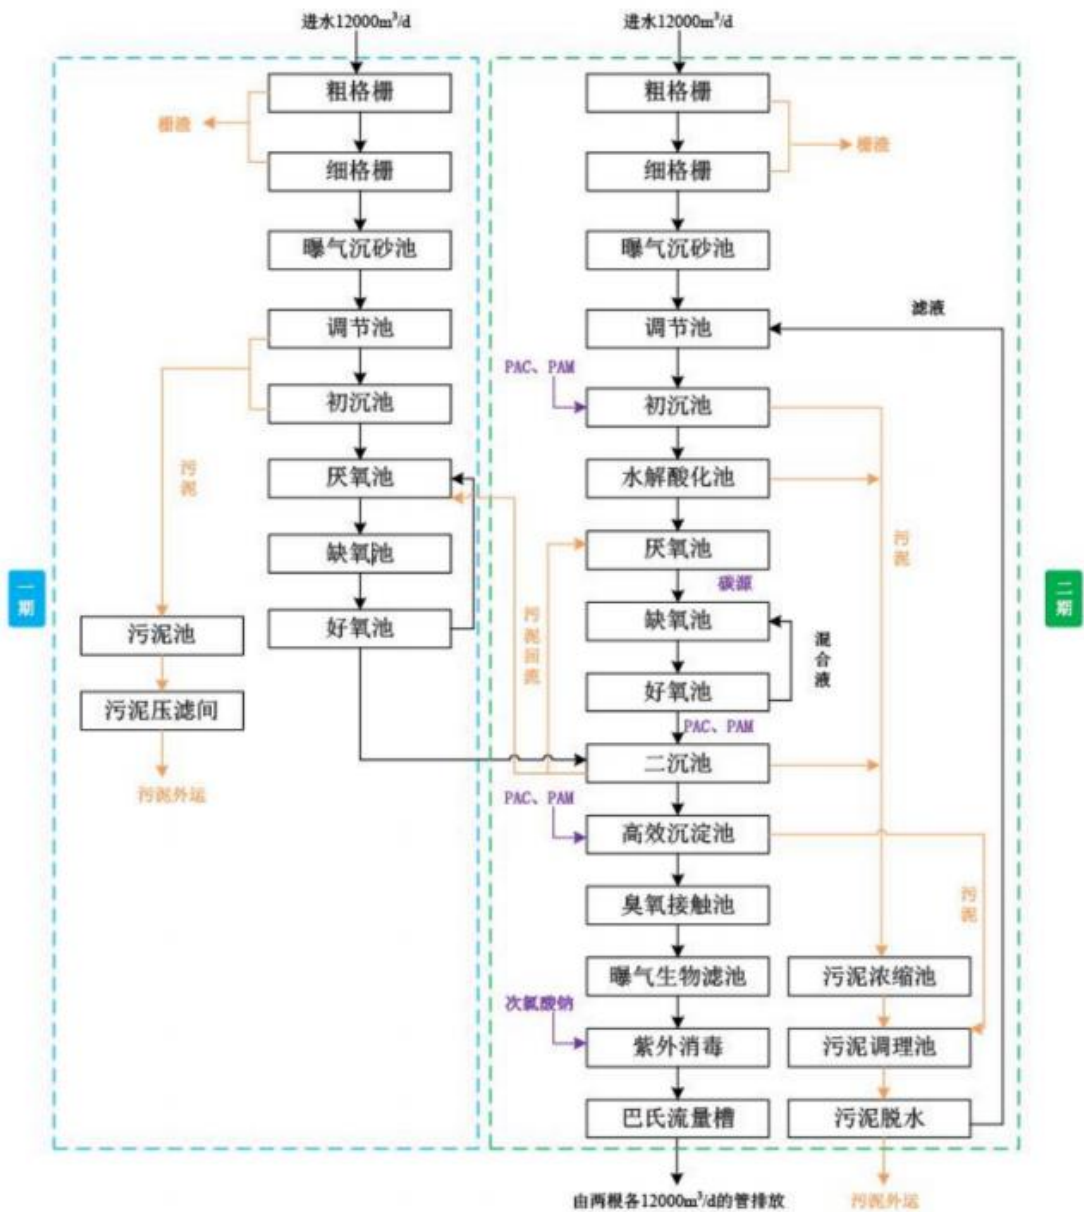 进水12000m³/d
粗格栅
栅渣
细格栅
曝气沉砂池
调节池
初沉池
污泥
厌氧池
缺氧池
好氧池
污泥池
污泥压滤间
污泥外运
一期
进水12000m³/d
粗格栅
栅渣
细格栅
曝气沉砂池
调节池
滤液
PAC、PAM
初沉池
水解酸化池
污泥
厌氧池
碳源
污泥回流
缺氧池
混合液
好氧池
PAC、PAM
二沉池
PAC、PAM
高效沉淀池
污泥
臭氧接触池
曝气生物滤池
污泥浓缩池
次氯酸钠
紫外消毒
污泥调理池
巴氏流量槽
污泥脱水
由两根各12000m³/d的管排放
污泥外运
二期